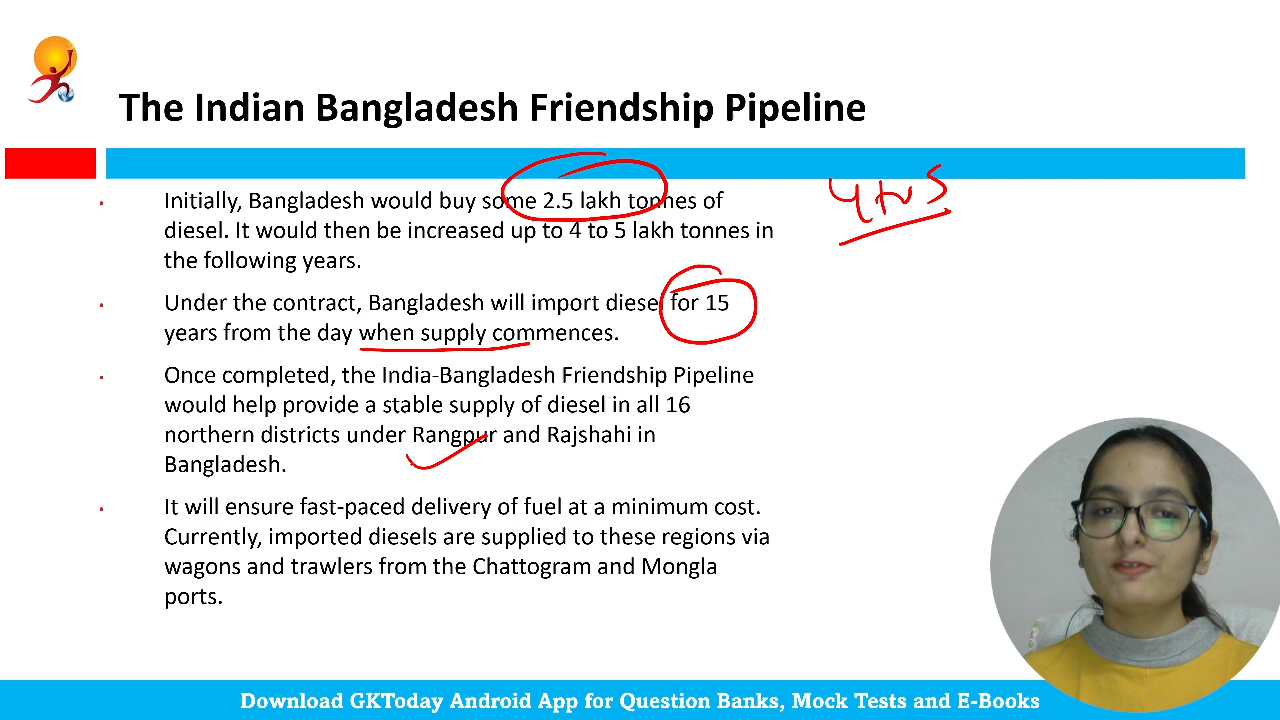 The Indian Bangladesh Friendship Pipeline
Initially, Bangladesh would buy some 2.5 lakh tonnes of
diesel. It would then be increased up to 4 to 5 lakh tonnes in
the following years.
4 to 5
Under the contract, Bangladesh will import diesel for 15
years from the day when supply commences.
Once completed, the India-Bangladesh Friendship Pipeline
would help provide a stable supply of diesel in all 16
northern districts under Rangpur and Rajshahi in
Bangladesh.
It will ensure fast-paced delivery of fuel at a minimum cost.
Currently, imported diesels are supplied to these regions via
wagons and trawlers from the Chattogram and Mongla
ports.
Download GKToday Android App for Question Banks, Mock Tests and E-Books